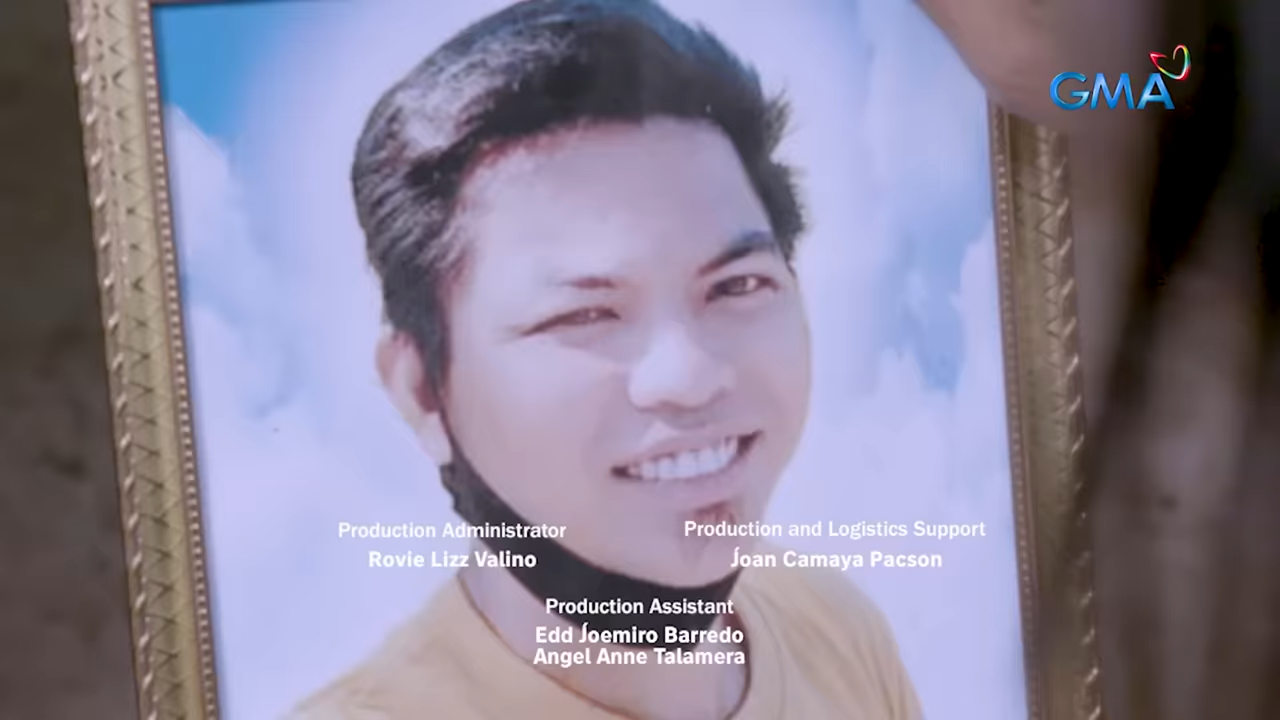 GMA
Production Administrator
Rovie Lizz Valino
Production and Logistics Support
Joan Camaya Pacson
Production Assistant
Edd Joemiro Barredo
Angel Anne Talamera